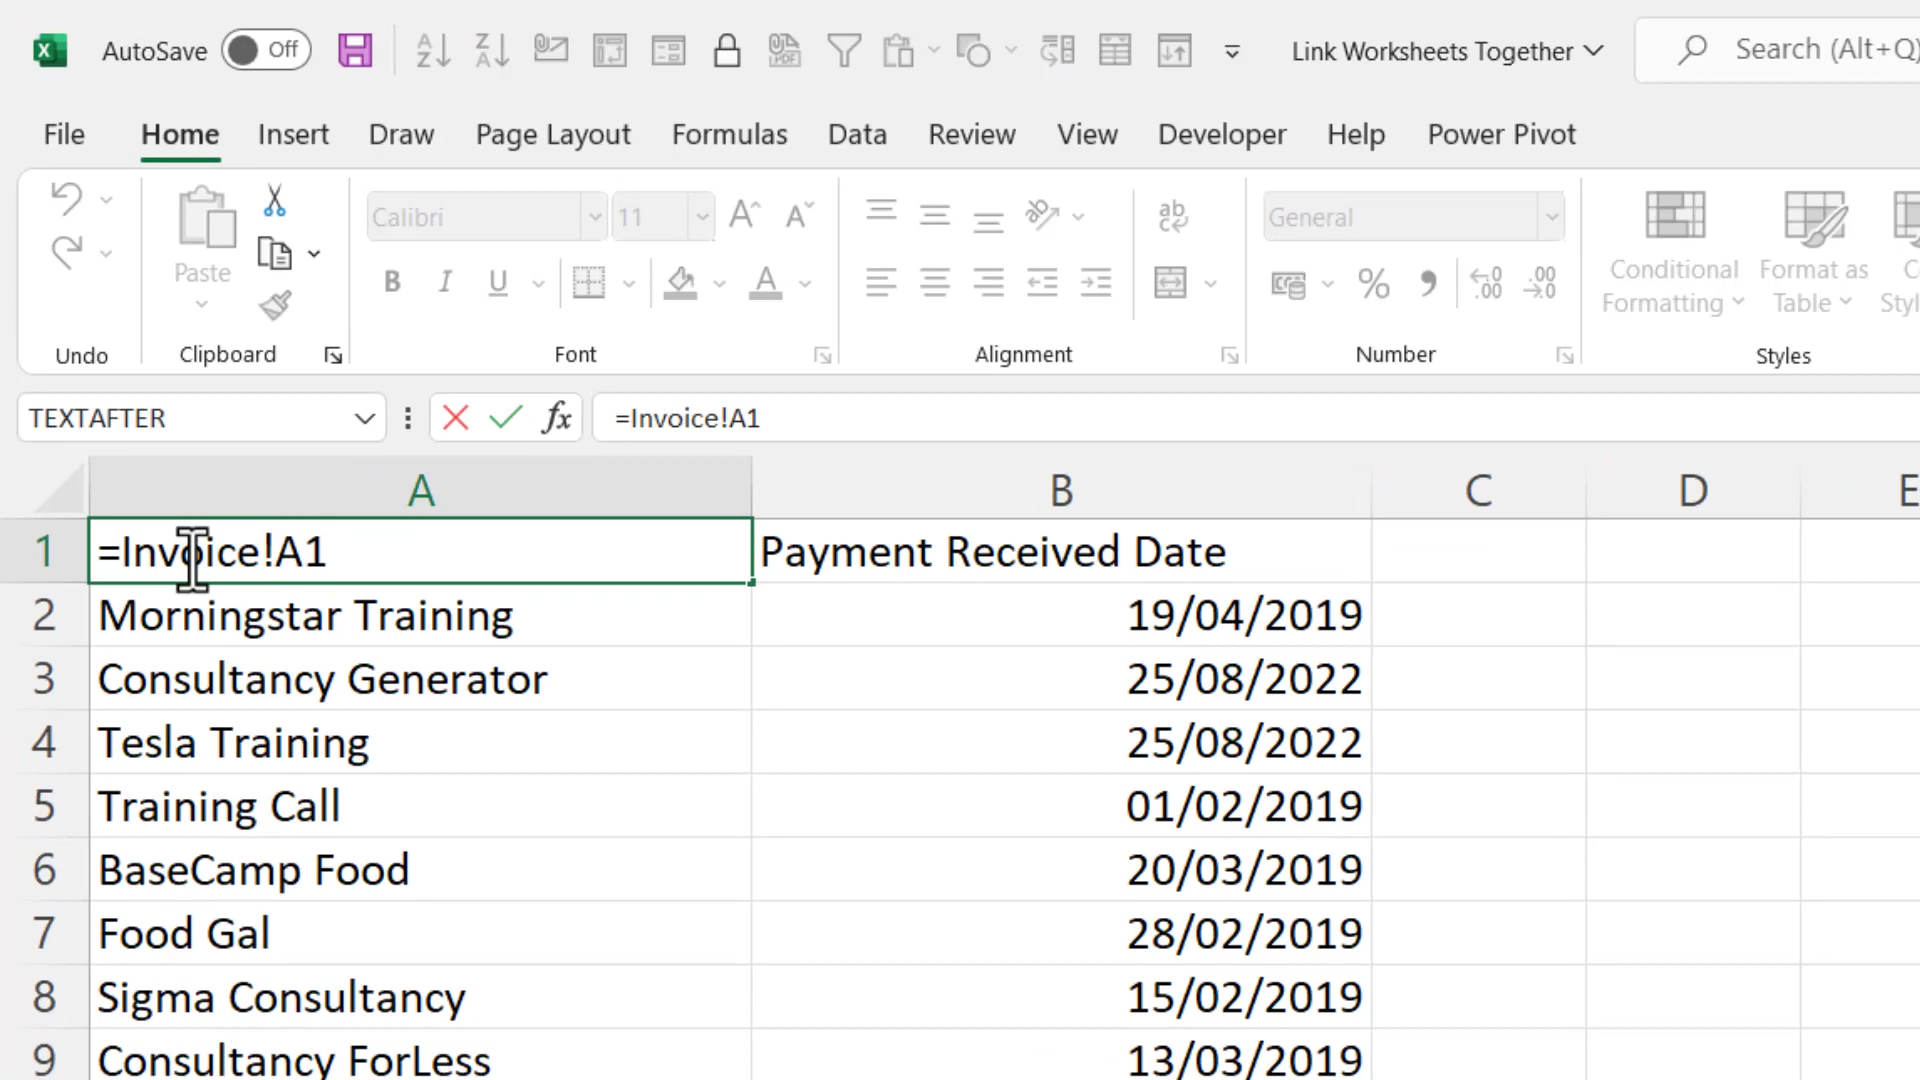 AutoSave Off Link Worksheets Together Search (Alt+Q)
File Home Insert Draw Page Layout Formulas Data Review View Developer Help Power Pivot
Calibri 11 General
Paste Conditional Formatting Format as Table
Undo Clipboard Font Alignment Number Styles
TEXTAFTER fx =Invoice!A1
A B C D E
1 =Invoice!A1 Payment Received Date
2 Morningstar Training 19/04/2019
3 Consultancy Generator 25/08/2022
4 Tesla Training 25/08/2022
5 Training Call 01/02/2019
6 BaseCamp Food 20/03/2019
7 Food Gal 28/02/2019
8 Sigma Consultancy 15/02/2019
9 Consultancy ForLess 13/03/2019